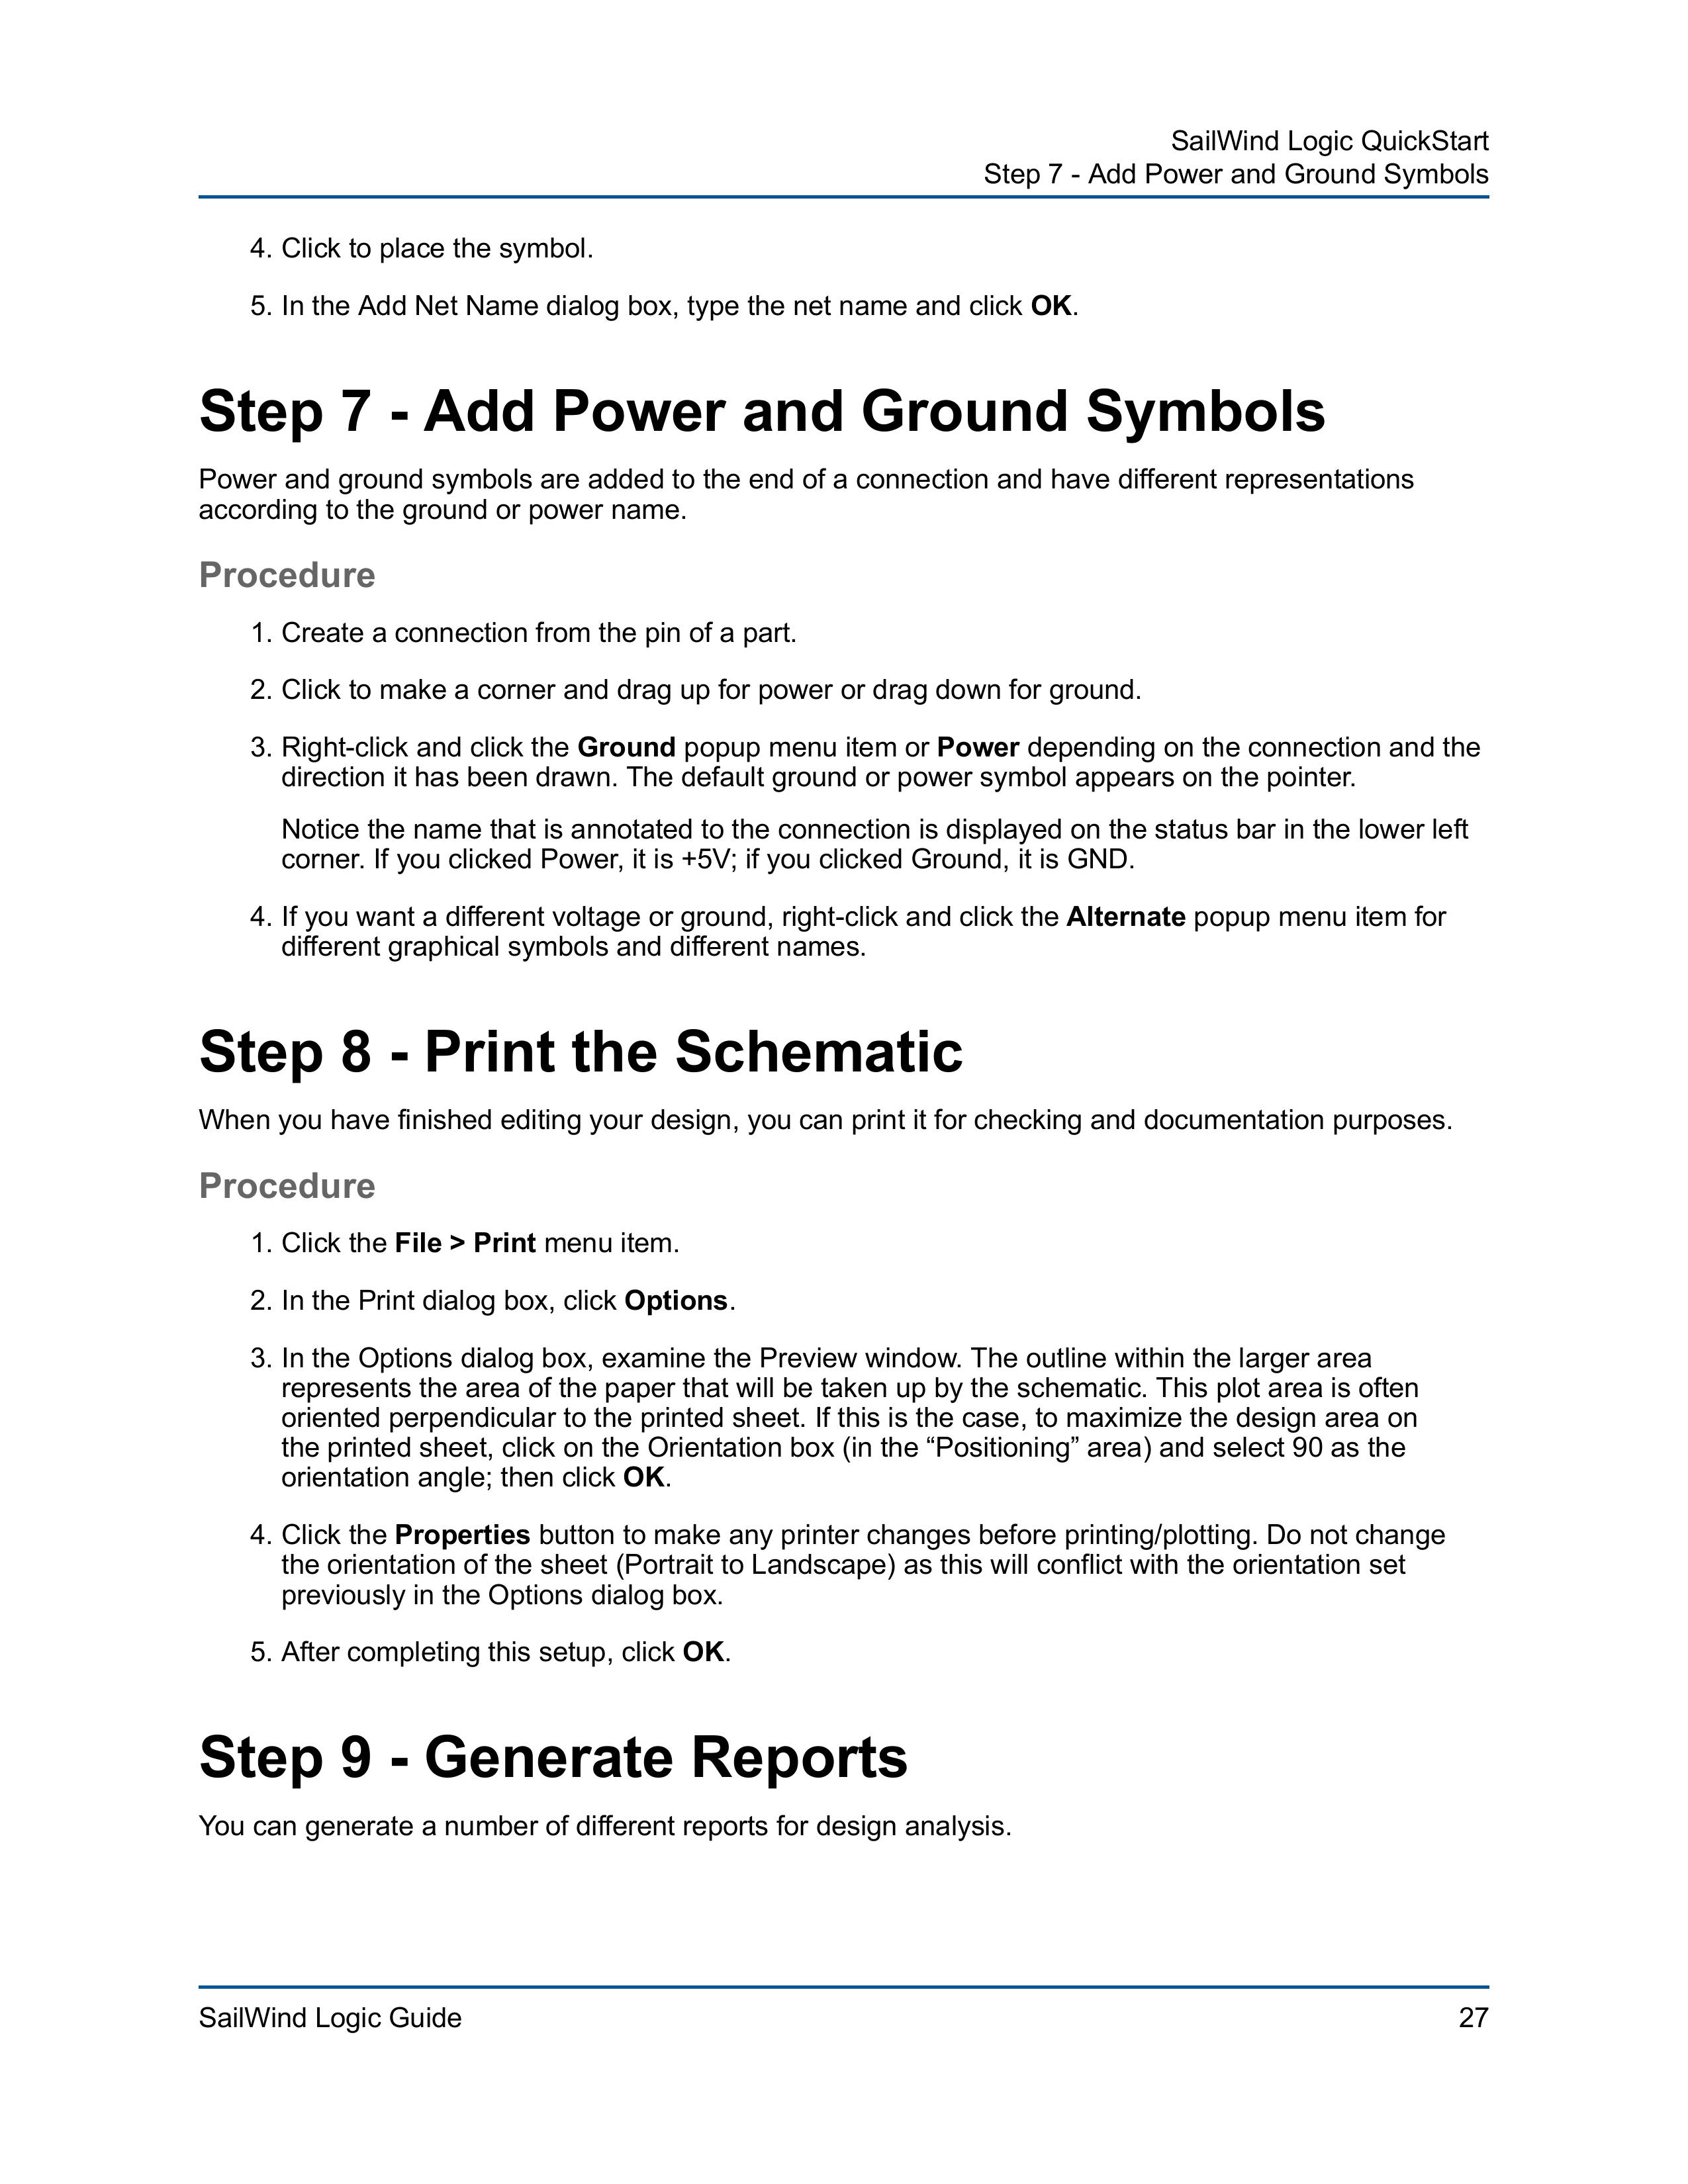 SailWind Logic QuickStart
Step 7 - Add Power and Ground Symbols
4. Click to place the symbol.
5. In the Add Net Name dialog box, type the net name and click OK.
Step 7 - Add Power and Ground Symbols
Power and ground symbols are added to the end of a connection and have different representations
according to the ground or power name.
Procedure
1. Create a connection from the pin of a part.
2. Click to make a corner and drag up for power or drag down for ground.
3. Right-click and click the Ground popup menu item or Power depending on the connection and the
direction it has been drawn. The default ground or power symbol appears on the pointer.
Notice the name that is annotated to the connection is displayed on the status bar in the lower left
corner. If you clicked Power, it is +5V; if you clicked Ground, it is GND.
4. If you want a different voltage or ground, right-click and click the Alternate popup menu item for
different graphical symbols and different names.
Step 8 - Print the Schematic
When you have finished editing your design, you can print it for checking and documentation purposes.
Procedure
1. Click the File > Print menu item.
2. In the Print dialog box, click Options.
3. In the Options dialog box, examine the Preview window. The outline within the larger area
represents the area of the paper that will be taken up by the schematic. This plot area is often
oriented perpendicular to the printed sheet. If this is the case, to maximize the design area on
the printed sheet, click on the Orientation box (in the “Positioning” area) and select 90 as the
orientation angle; then click OK.
4. Click the Properties button to make any printer changes before printing/plotting. Do not change
the orientation of the sheet (Portrait to Landscape) as this will conflict with the orientation set
previously in the Options dialog box.
5. After completing this setup, click OK.
Step 9 - Generate Reports
You can generate a number of different reports for design analysis.
SailWind Logic Guide
27